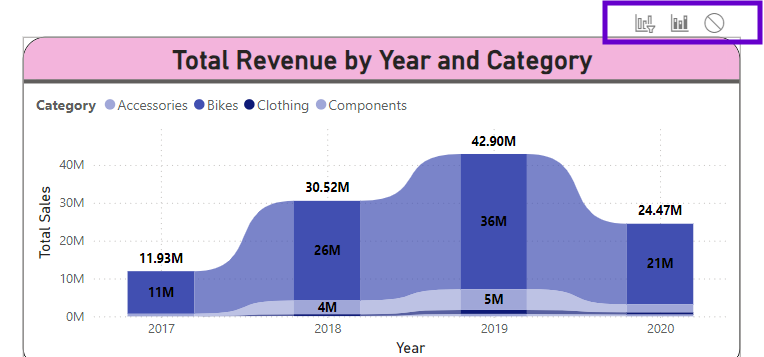 Total Revenue by Year and Category
Category Accessories Bikes Clothing Components
42.90M
40M
30.52M
30M
24.47M
Total Sales
36M
20M
11.93M
26M
21M
10M
11M
5M
4M
0M
2017 2018 2019 2020
Year